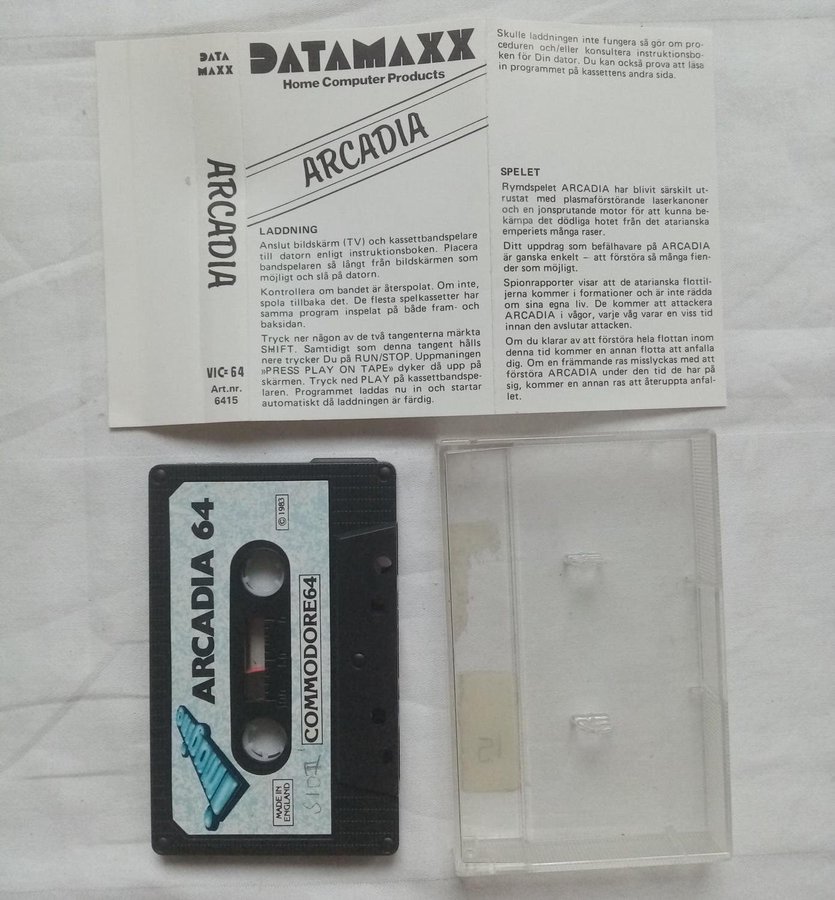 DATA
MAXX
ARCADIA
VIC=64
Art.nr.
6415
DATAMAXX
Home Computer Products
ARCADIA
LADDNING
Anslut bildskärm (TV) och kassettbandspelare
till datorn enligt instruktionsboken. Placera
bandspelaren så långt från bildskärmen som
möjligt och slå på datorn.
Kontrollera om bandet är återspolat. Om inte,
spola tillbaka det. De flesta spelkassetter har
samma program inspelat på både fram- och
baksidan.
Tryck ner någon av de två tangenterna märkta
SHIFT. Samtidigt som denna tangent hålls
nere trycker Du på RUN/STOP. Uppmaningen
»PRESS PLAY ON TAPE» dyker då upp på
skärmen. Tryck ned PLAY på kassettbandspe-
laren. Programmet laddas nu in och startar
automatiskt då laddningen är färdig.
Skulle laddningen inte fungera så gör om pro-
ceduren och/eller konsultera instruktionsbo-
ken för Din dator. Du kan också prova att läsa
in programmet på kassettens andra sida.
SPELET
Rymdspelet ARCADIA har blivit särskilt ut-
rustat med plasmaförstörande laserkanoner
och en jonsprutande motor för att kunna be-
kämpa det dödliga hotet från det atarianska
emperiets många raser.
Ditt uppdrag som befälhavare på ARCADIA
är ganska enkelt – att förstöra så många fien-
der som möjligt.
Spionrapporter visar att de atarianska flottil-
jerna kommer i formationer och är inte rädda
om sina egna liv. De kommer att attackera
ARCADIA i vågor, varje våg varar en viss tid
innan den avslutar attacken.
Om du klarar av att förstöra hela flottan inom
denna tid kommer en annan flotta att anfalla
dig. Om en främmande ras misslyckas med att
förstöra ARCADIA under den tid de har på
sig, kommer en annan ras att återuppta anfal-
let.
imagine
ARCADIA 64
© 1983
COMMODORE64
MADE IN
ENGLAND
15